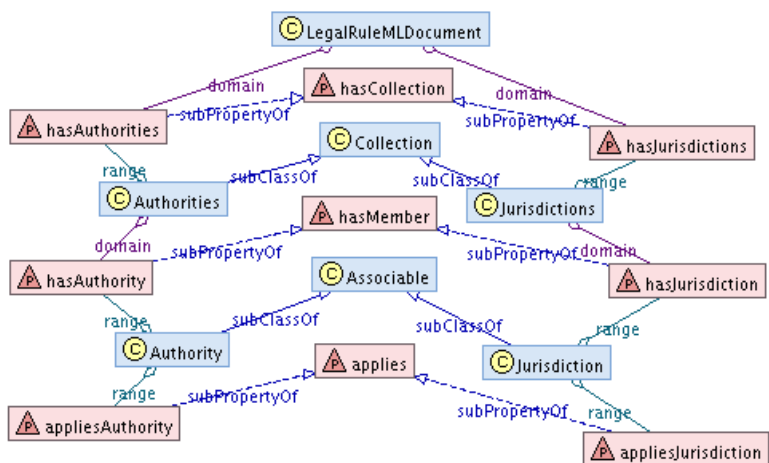 C LegalRuleMLDocument
domain
domain
P hasCollection
P hasAuthorities
subPropertyOf
subPropertyOf
P hasJurisdictions
C Collection
range
subClassOf
subClassOf
range
C Authorities
C Jurisdictions
P hasMember
domain
subPropertyOf
subPropertyOf
domain
P hasAuthority
C Associable
P hasJurisdiction
range
subClassOf
subClassOf
range
C Authority
P applies
C Jurisdiction
range
subPropertyOf
subPropertyOf
range
P appliesAuthority
P appliesJurisdiction